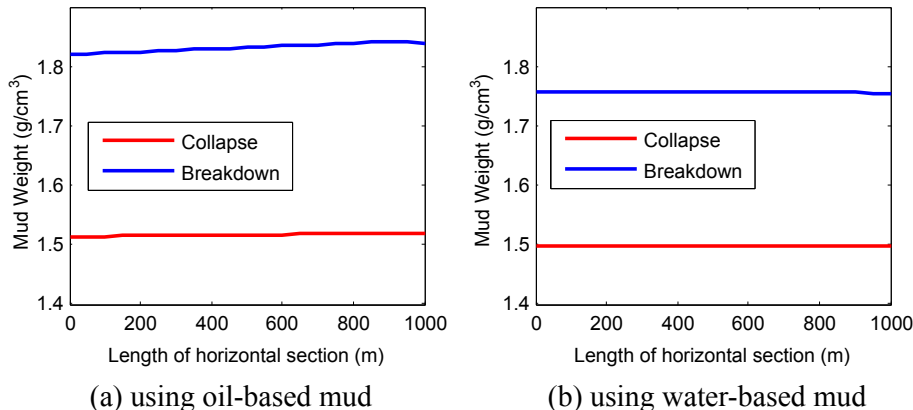 Mud Weight (g/cm³)
1.8
1.7
1.6
1.5
1.4
Collapse
Breakdown
0 200 400 600 800 1000
Length of horizontal section (m)
(a) using oil-based mud
Mud Weight (g/cm³)
1.8
1.7
1.6
1.5
1.4
Collapse
Breakdown
0 200 400 600 800 1000
Length of horizontal section (m)
(b) using water-based mud